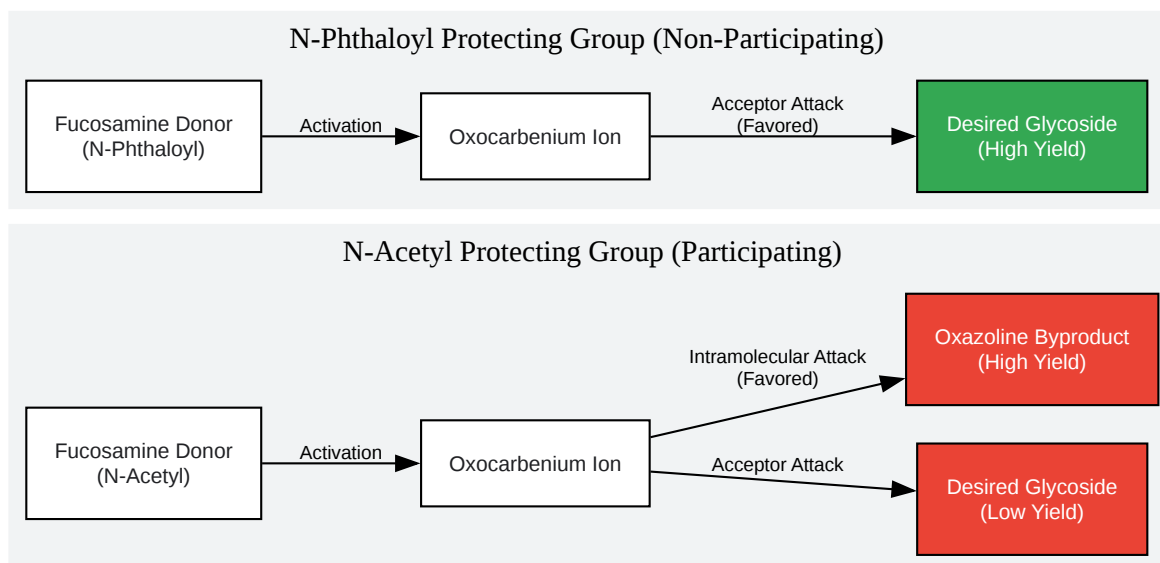 N-Phthaloyl Protecting Group (Non-Participating)
Fucosamine Donor
(N-Phthaloyl)
Activation
Oxocarbenium Ion
Acceptor Attack
(Favored)
Desired Glycoside
(High Yield)
N-Acetyl Protecting Group (Participating)
Fucosamine Donor
(N-Acetyl)
Activation
Oxocarbenium Ion
Intramolecular Attack
(Favored)
Oxazoline Byproduct
(High Yield)
Acceptor Attack
Desired Glycoside
(Low Yield)